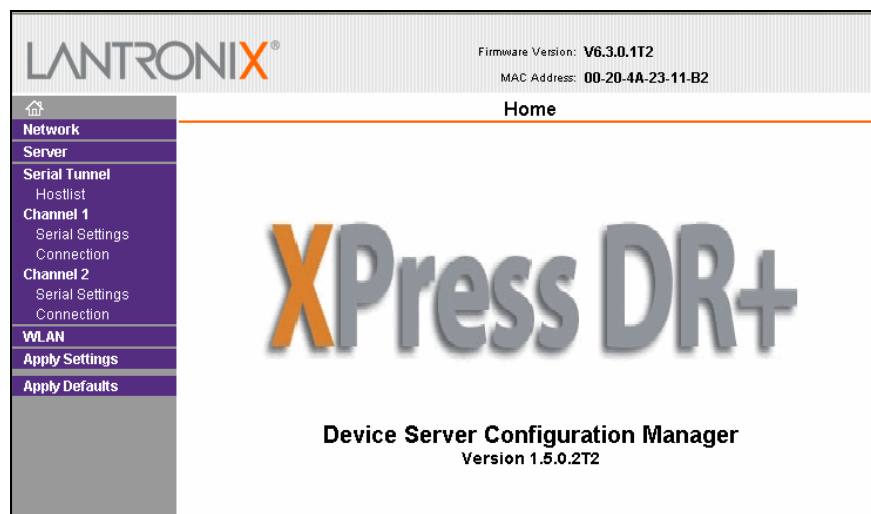 LANTRONIX®
Firmware Version: V6.3.0.1T2
MAC Address: 00-20-4A-23-11-B2
Home
Network
Server
Serial Tunnel
Hostlist
Channel 1
Serial Settings
Connection
Channel 2
Serial Settings
Connection
WLAN
Apply Settings
Apply Defaults
XPress DR+
Device Server Configuration Manager
Version 1.5.0.2T2